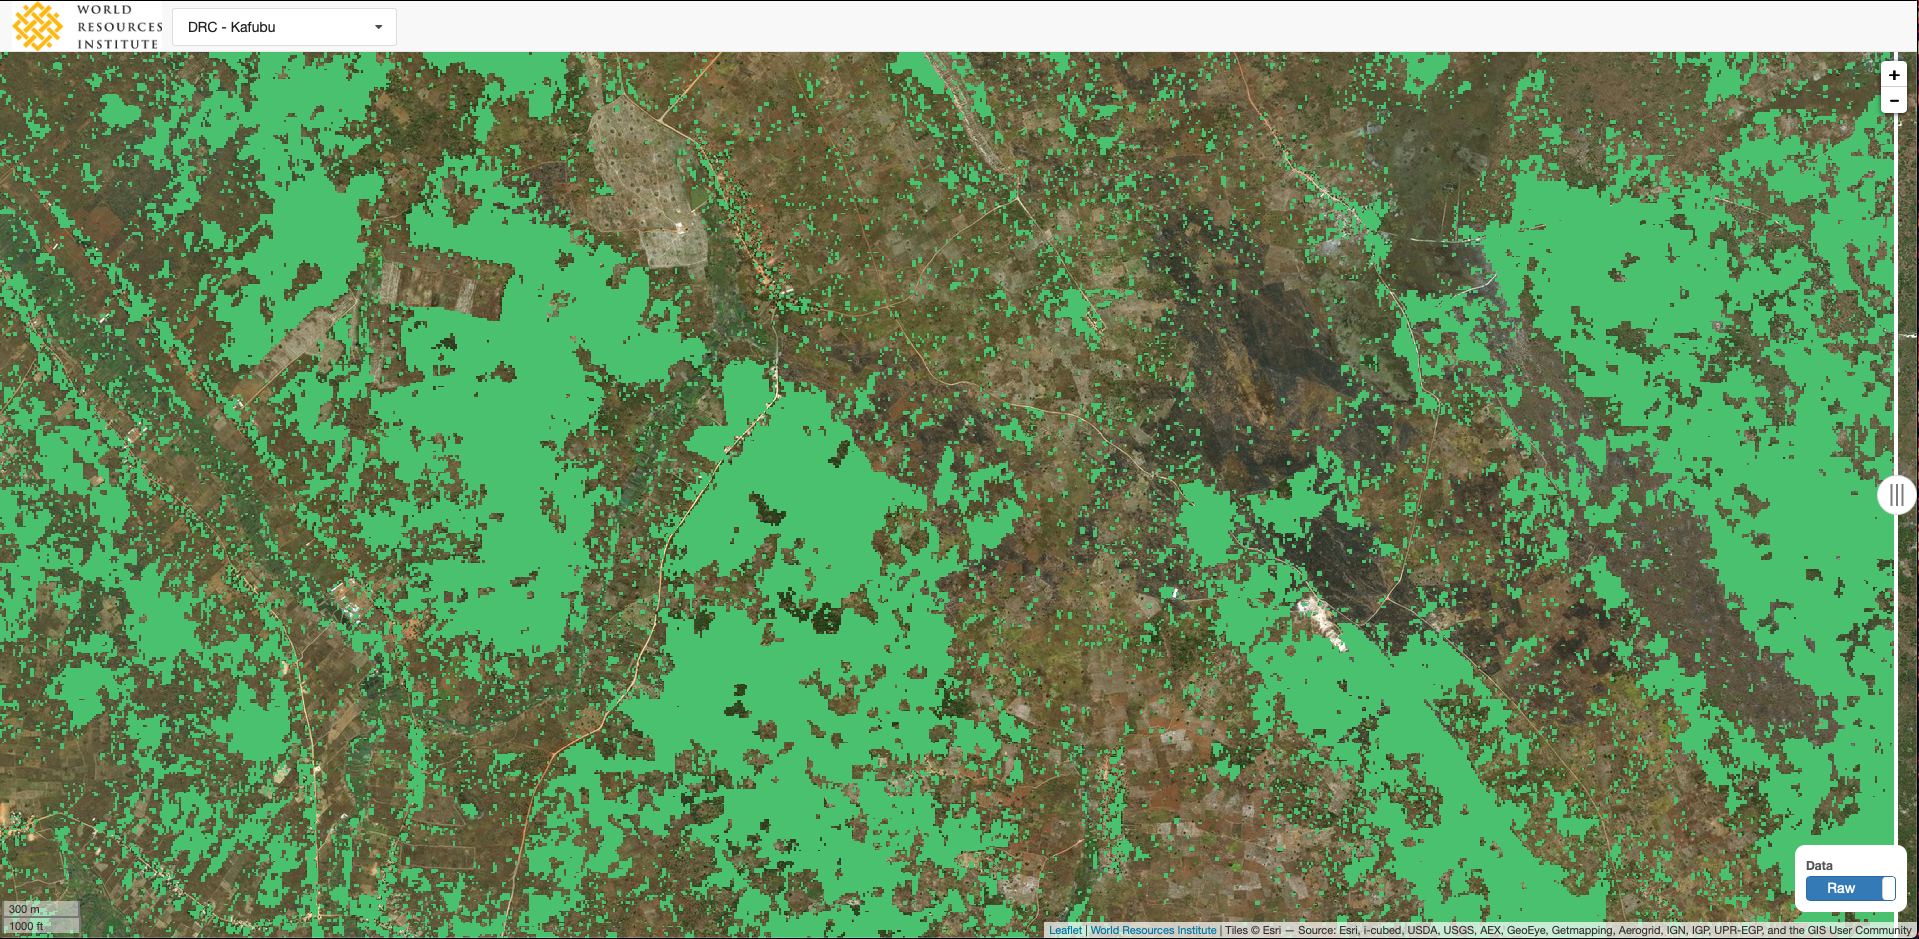 WORLD
RESOURCES
INSTITUTE
DRC - Kafubu
+
-
Data
Raw
300 m
1000 ft
Leaflet | World Resources Institute | Tiles © Esri — Source: Esri, i-cubed, USDA, USGS, AEX, GeoEye, Getmapping, Aerogrid, IGN, IGP, UPR-EGP, and the GIS User Community